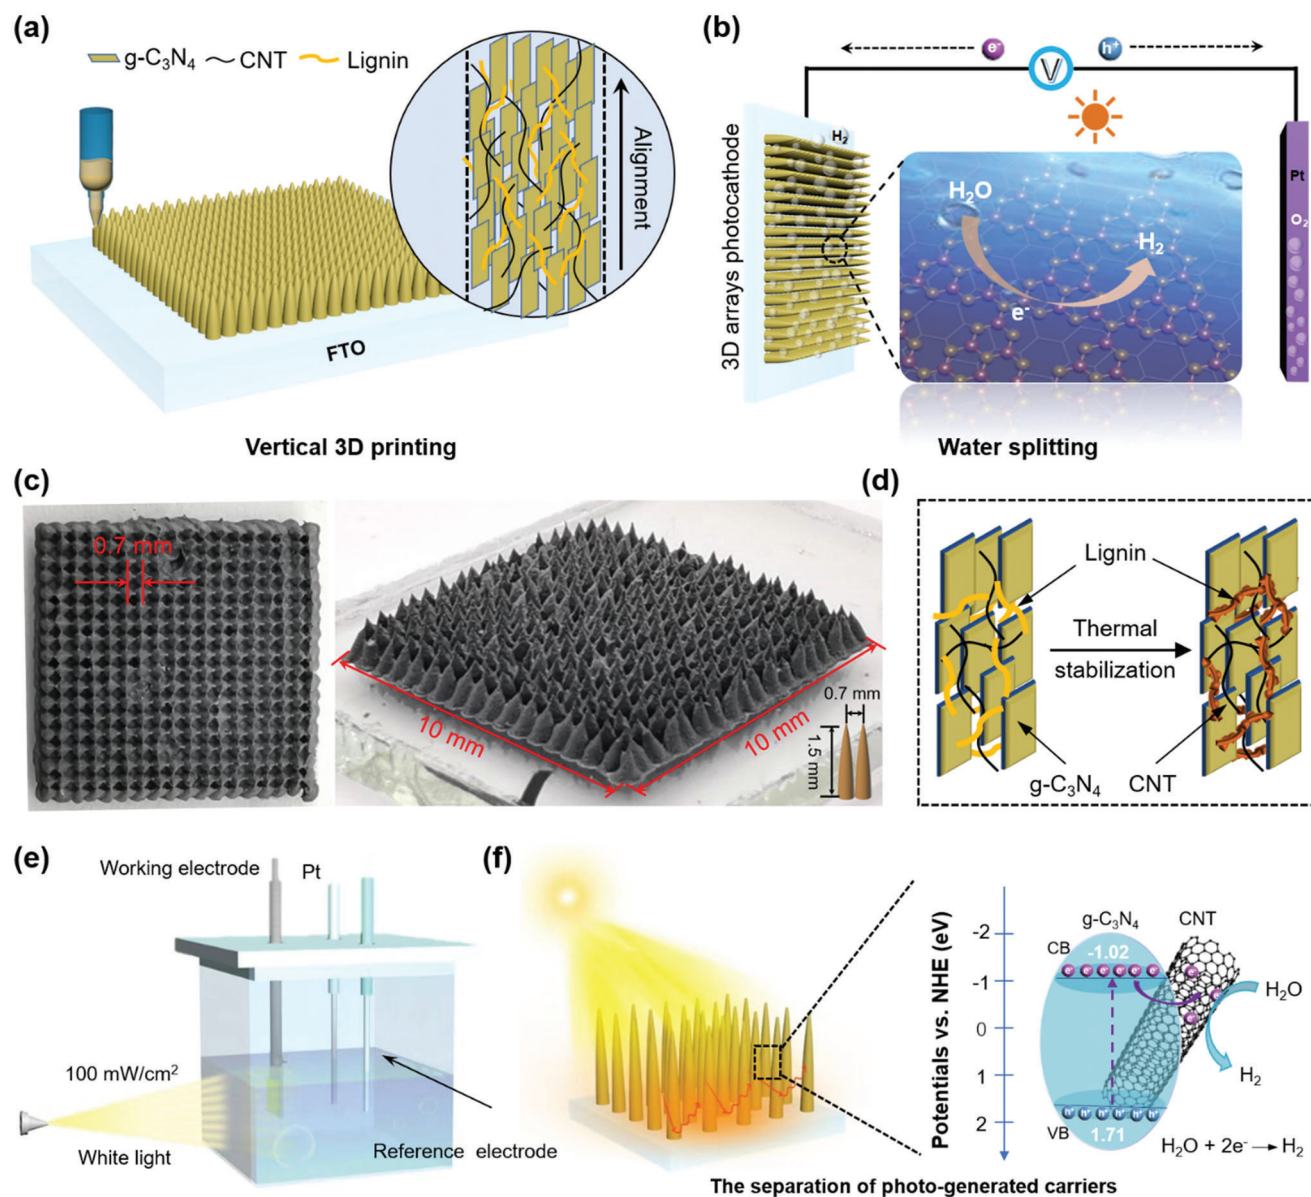 (a)
g-C₃N₄ CNT Lignin
Alignment
FTO
Vertical 3D printing
(b)
e⁻ V h⁺
H₂
3D arrays photocathode
H₂O
H₂
e⁻
Pt
O₂
Water splitting
(c)
0.7 mm
10 mm
10 mm
0.7 mm
1.5 mm
(d)
Lignin
Thermal
stabilization
g-C₃N₄
CNT
(e)
Working electrode
Pt
100 mW/cm²
White light
Reference electrode
(f)
Potentials vs. NHE (eV)
-2
-1
0
1
2
g-C₃N₄
CNT
CB
-1.02
e⁻ e⁻ e⁻ e⁻ e⁻ e⁻
e⁻
e⁻
e⁻
H₂O
H₂
h⁺ h⁺ h⁺ h⁺ h⁺ h⁺
VB
1.71
H₂O + 2e⁻ → H₂
The separation of photo-generated carriers